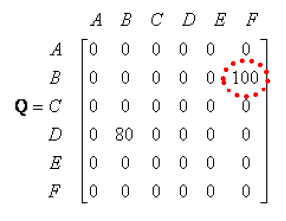 A B C D E F
A 0 0 0 0 0 0
B 0 0 0 0 0 100
Q = C 0 0 0 0 0 0
D 0 80 0 0 0 0
E 0 0 0 0 0 0
F 0 0 0 0 0 0